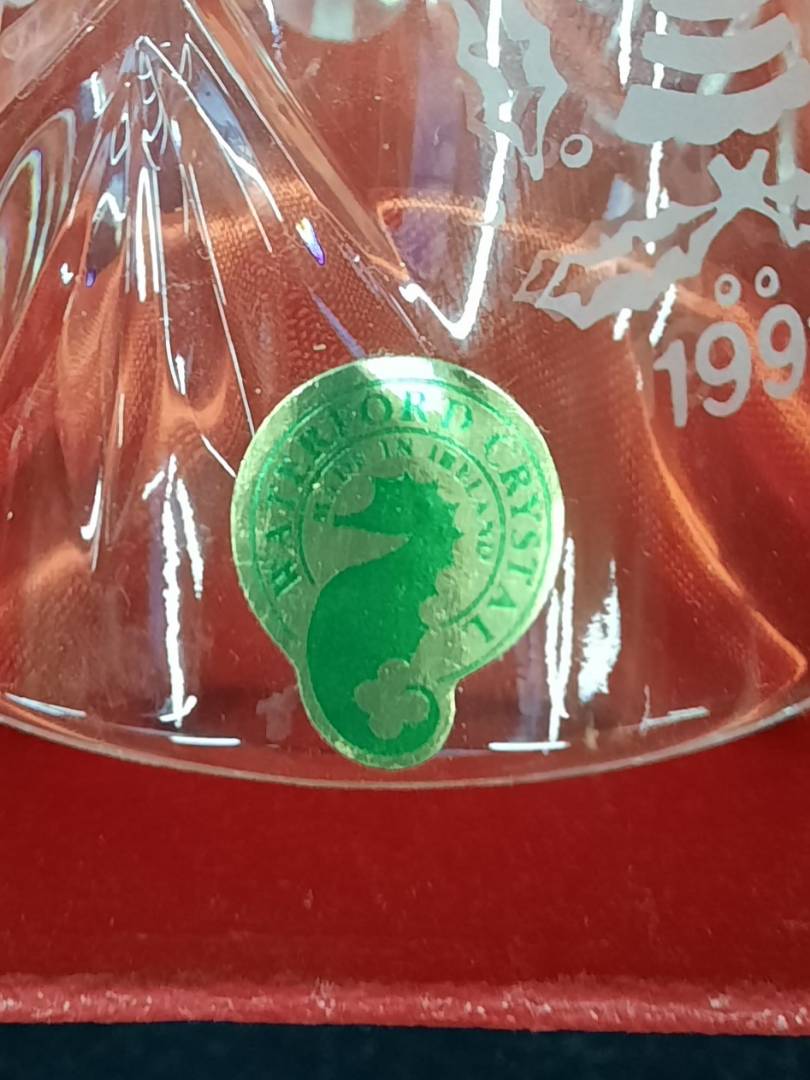 WATERFORD CRYSTAL
MADE IN IRELAND
199